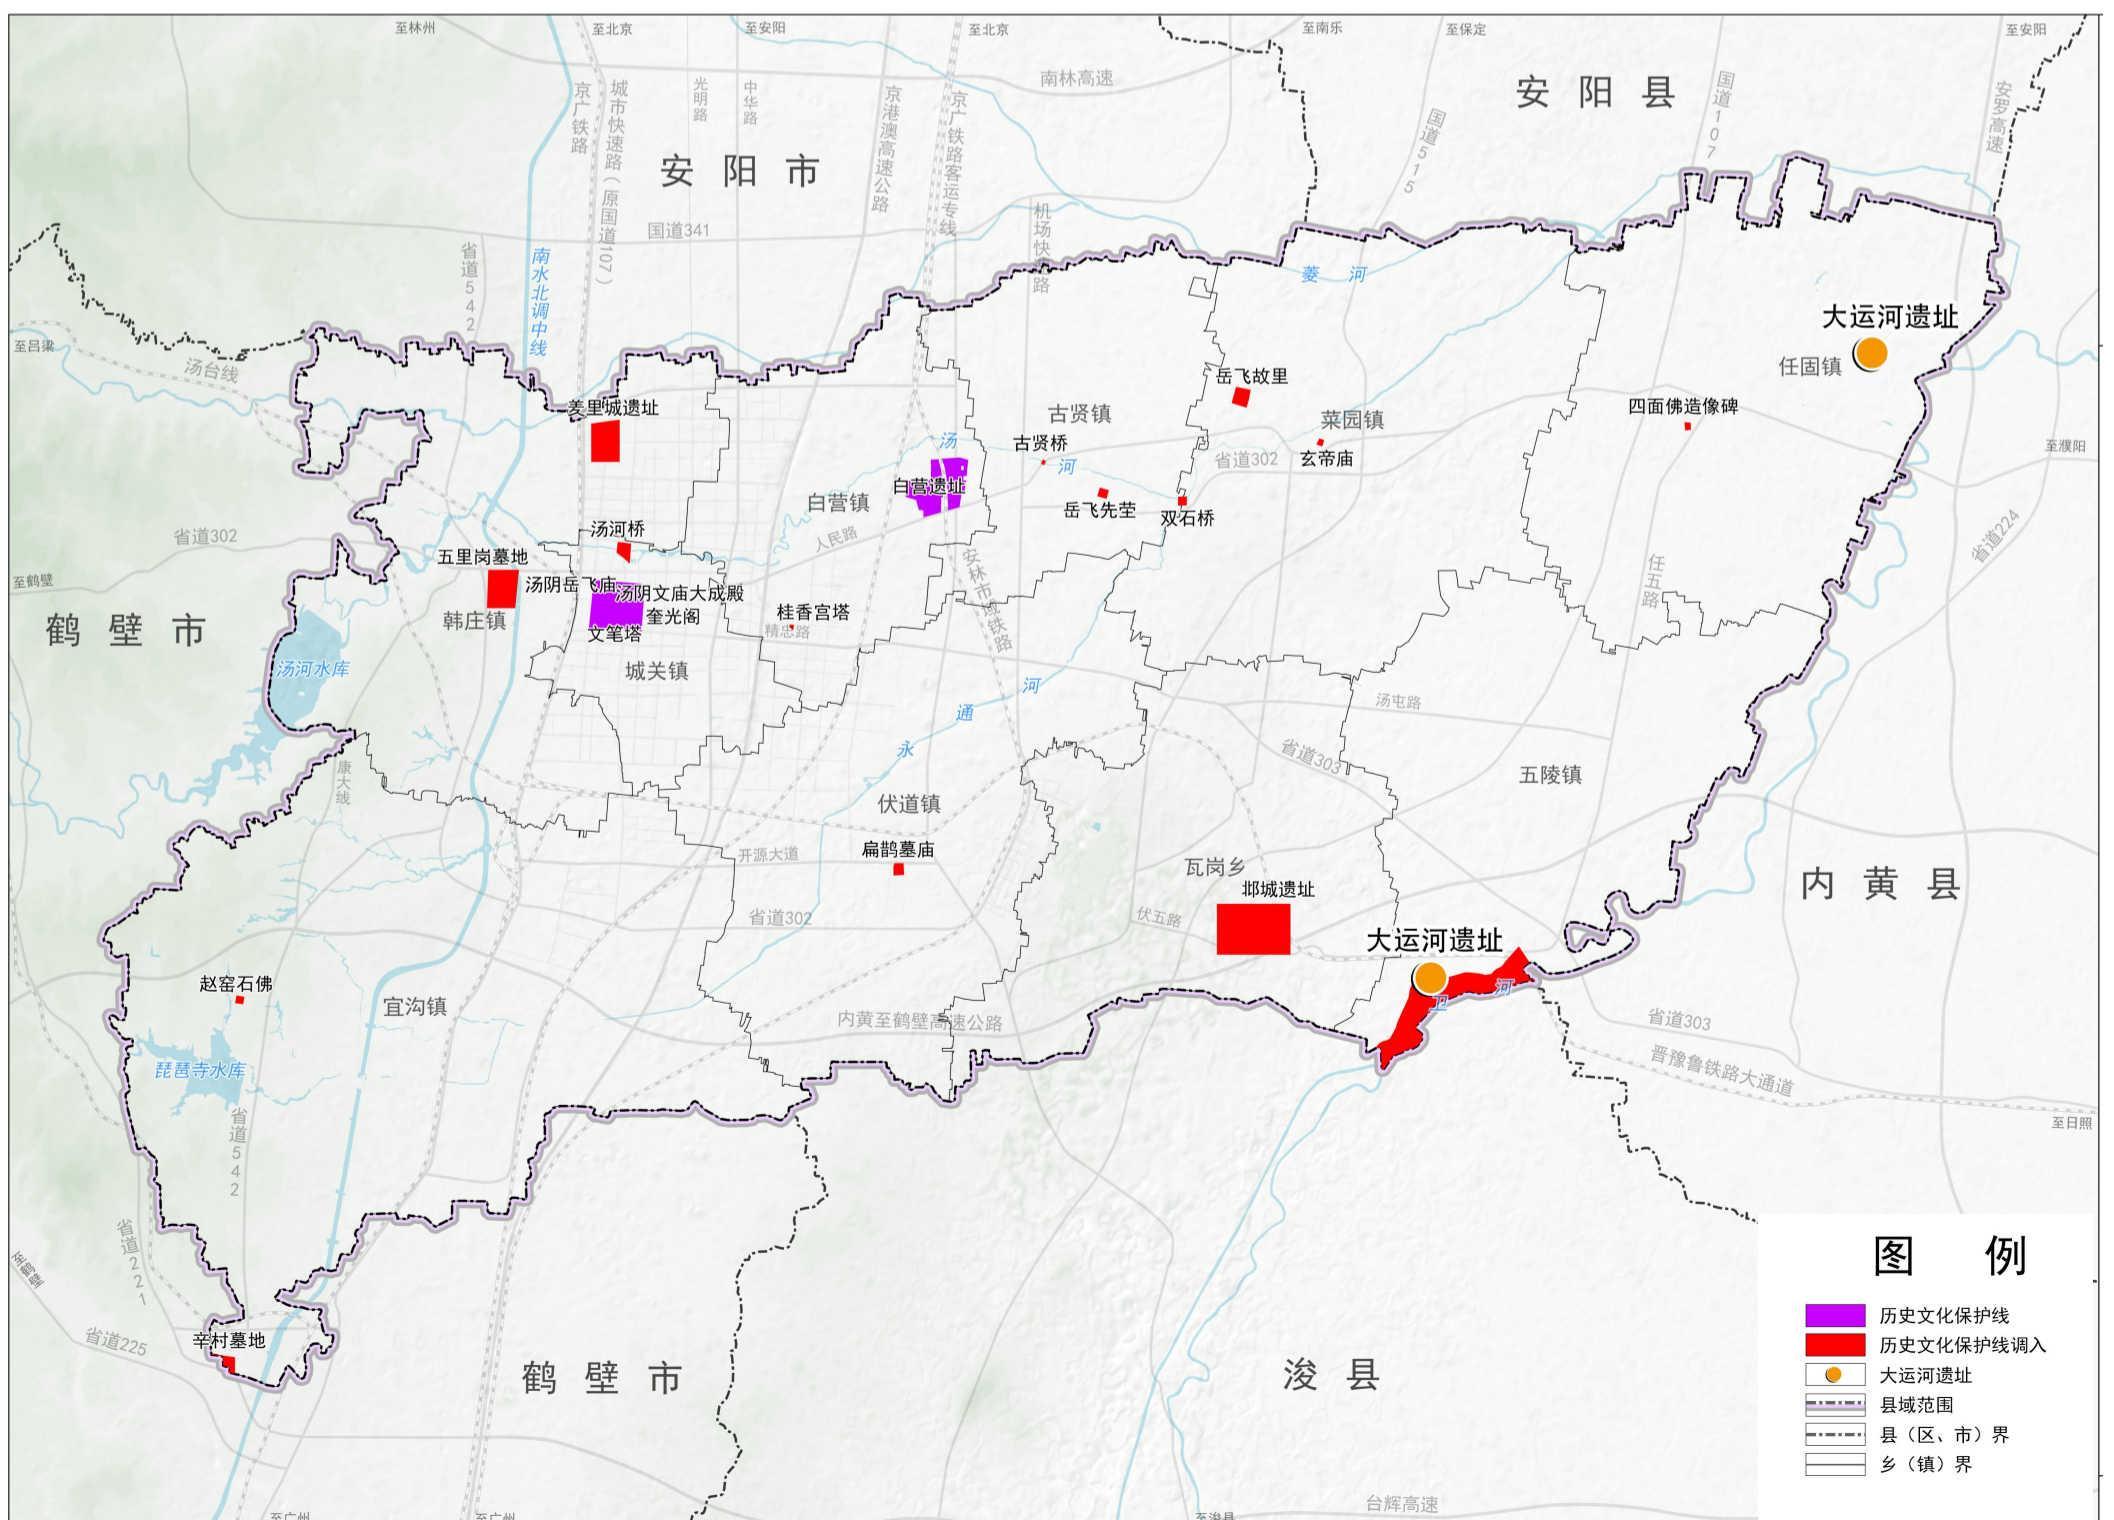 至林州
至北京
至安阳
至北京
至南乐
至保定
至安阳
京广铁路
城市快速路（原国道107）
光明路
中华路
京港澳高速公路
京广铁路客运专线
南林高速
国道515
安阳县
国道107
安罗高速
安阳市
国道341
机场快 路
省道542
南水北调中线
菱河
大运河遗址
任固镇
至吕梁
汤台线
羑里城遗址
岳飞故里
古贤镇
菜园镇
四面佛造像碑
古贤桥
汤河
省道302
玄帝庙
至濮阳
白营镇
白营遗址
岳飞先茔
双石桥
省道302
汤河桥
人民路
省道224
五里岗墓地
汤阴岳飞庙
汤阴文庙大成殿
奎光阁
文笔塔
桂香宫塔
精忠路
安林市域铁路
任五路
至鹤壁
鹤壁市
韩庄镇
汤河水库
城关镇
永通河
汤屯路
省道303
五陵镇
康大线
伏道镇
开源大道
扁鹊墓庙
瓦岗乡
邶城遗址
内黄县
省道302
伏五路
大运河遗址
卫河
赵窑石佛
宜沟镇
内黄至鹤壁高速公路
省道303
晋豫鲁铁路大通道
琵琶寺水库
省道542
至日照
省道221
至鹤壁
省道225
辛村墓地
鹤壁市
浚县
台辉高速
至广州
至广州
至浚县
图例
历史文化保护线
历史文化保护线调入
大运河遗址
县域范围
县（区、市）界
乡（镇）界